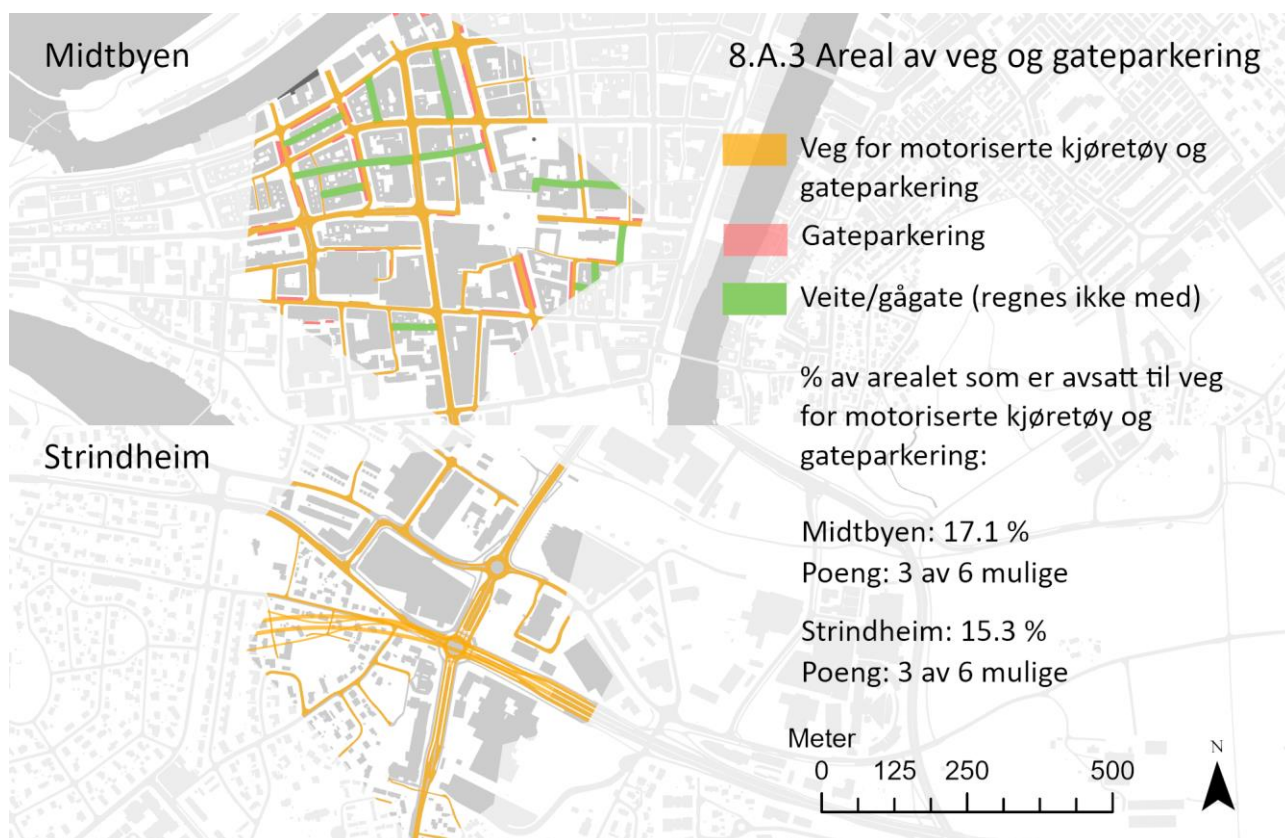 Midtbyen
8.A.3 Areal av veg og gateparkering
Veg for motoriserte kjøretøy og
gateparkering
Gateparkering
Veite/gågate (regnes ikke med)
% av arealet som er avsatt til veg
for motoriserte kjøretøy og
gateparkering:
Strindheim
Midtbyen: 17.1 %
Poeng: 3 av 6 mulige
Strindheim: 15.3 %
Poeng: 3 av 6 mulige
Meter
0 125 250 500
N